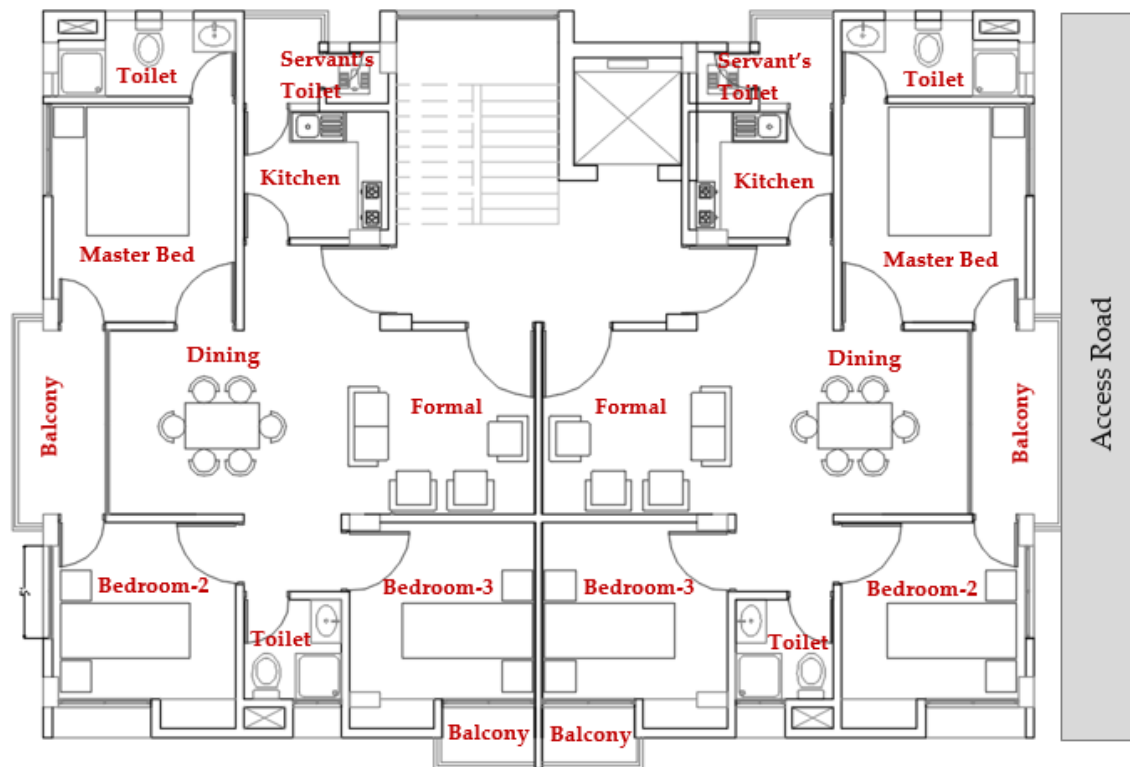 Toilet
Servant's
Toilet
Servant's
Toilet
Toilet
Kitchen
Kitchen
Master Bed
Master Bed
Dining
Dining
Formal
Formal
Balcony
Balcony
Access Road
Bedroom-2
Bedroom-3
Bedroom-3
Bedroom-2
5"
Toilet
Toilet
Balcony
Balcony